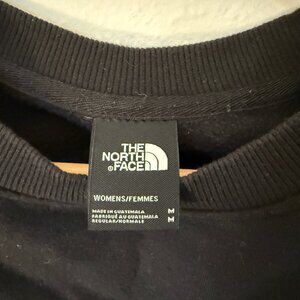 THE
NORTH
®FACE
WOMENS/FEMMES
MADE IN GUATEMALA M
FABRIQUÉ AU GUATEMALA M
REGULAR/NORMALE